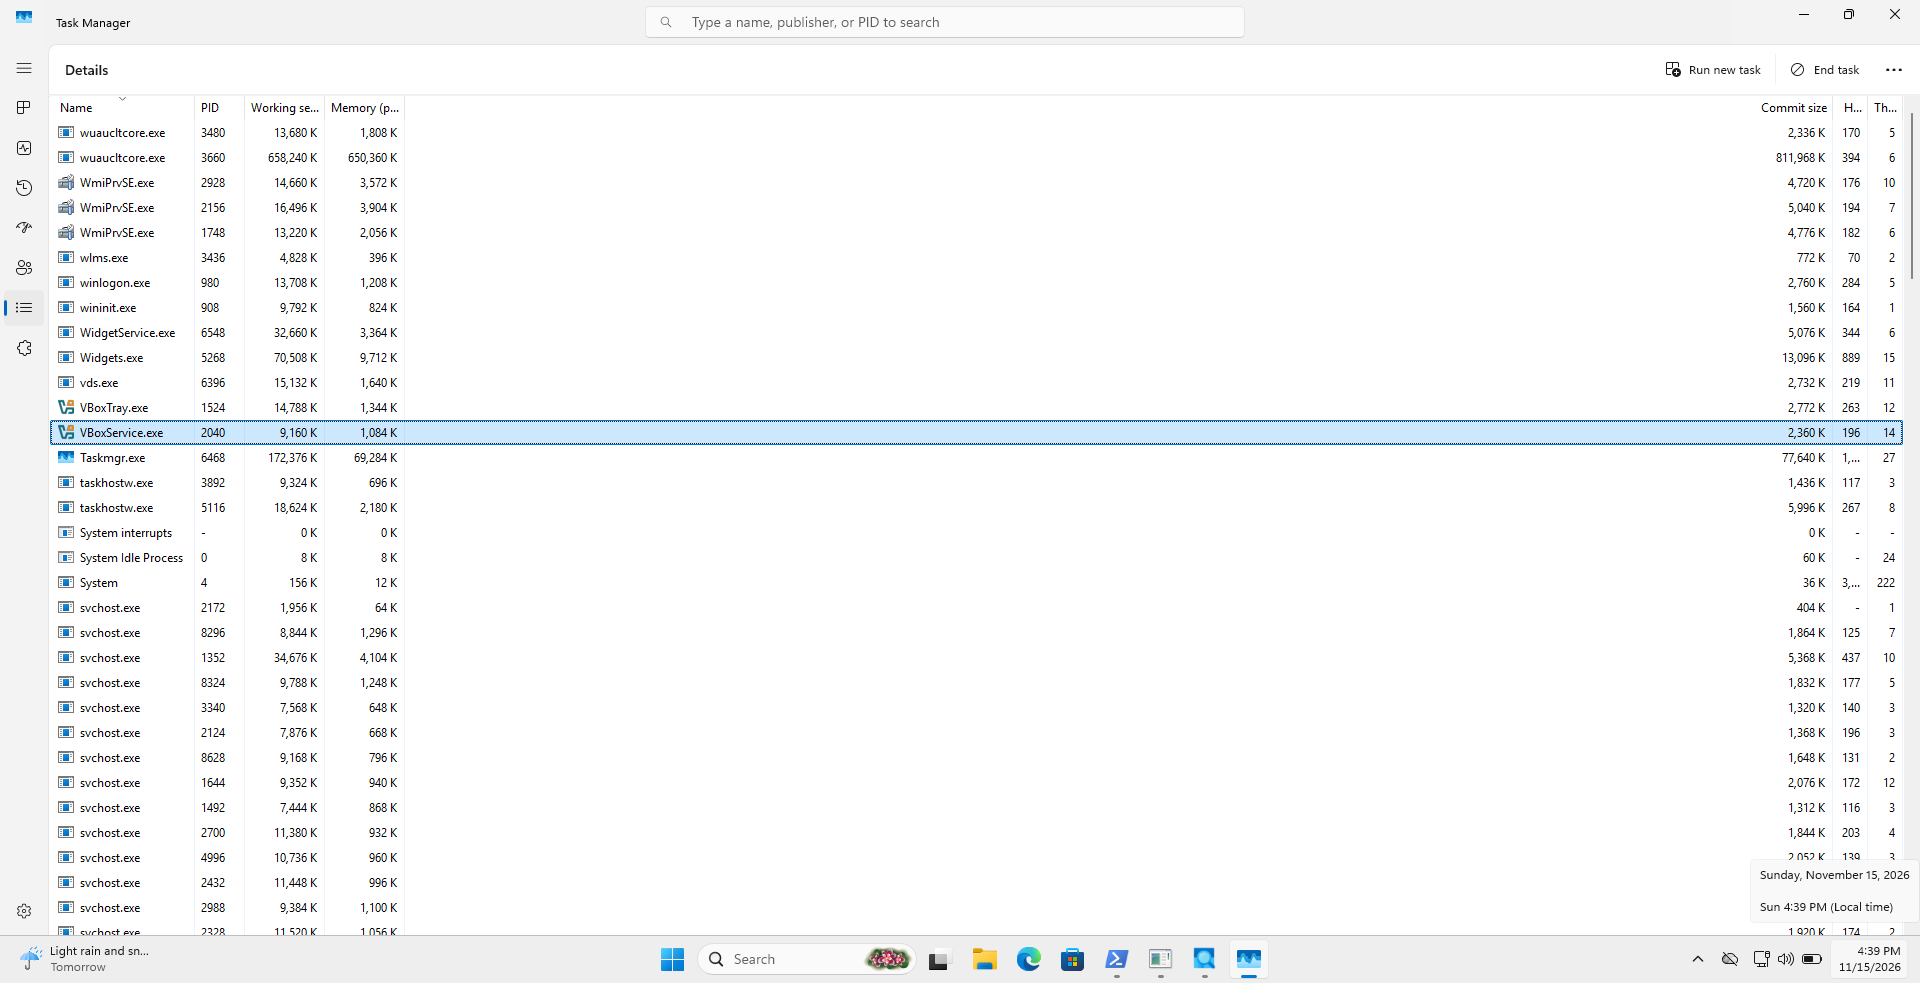 Task Manager
Type a name, publisher, or PID to search
Details
Run new task
End task
Name PID Working se... Memory (p... Commit size H... Th...
wuaucltcore.exe 3480 13,680 K 1,808 K 2,336 K 170 5
wuaucltcore.exe 3660 658,240 K 650,360 K 811,968 K 394 6
WmiPrvSE.exe 2928 14,660 K 3,572 K 4,720 K 176 10
WmiPrvSE.exe 2156 16,496 K 3,904 K 5,040 K 194 7
WmiPrvSE.exe 1748 13,220 K 2,056 K 4,776 K 182 6
wlms.exe 3436 4,828 K 396 K 772 K 70 2
winlogon.exe 980 13,708 K 1,208 K 2,760 K 284 5
wininit.exe 908 9,792 K 824 K 1,560 K 164 1
WidgetService.exe 6548 32,660 K 3,364 K 5,076 K 344 6
Widgets.exe 5268 70,508 K 9,712 K 13,096 K 889 15
vds.exe 6396 15,132 K 1,640 K 2,732 K 219 11
VBoxTray.exe 1524 14,788 K 1,344 K 2,772 K 263 12
VBoxService.exe 2040 9,160 K 1,084 K 2,360 K 196 14
Taskmgr.exe 6468 172,376 K 69,284 K 77,640 K 1,... 27
taskhostw.exe 3892 9,324 K 696 K 1,436 K 117 3
taskhostw.exe 5116 18,624 K 2,180 K 5,996 K 267 8
System interrupts - 0 K 0 K 0 K - -
System Idle Process 0 8 K 8 K 60 K - 24
System 4 156 K 12 K 36 K 3,... 222
svchost.exe 2172 1,956 K 64 K 404 K - 1
svchost.exe 8296 8,844 K 1,296 K 1,864 K 125 7
svchost.exe 1352 34,676 K 4,104 K 5,368 K 437 10
svchost.exe 8324 9,788 K 1,248 K 1,832 K 177 5
svchost.exe 3340 7,568 K 648 K 1,320 K 140 3
svchost.exe 2124 7,876 K 668 K 1,368 K 196 3
svchost.exe 8628 9,168 K 796 K 1,648 K 131 2
svchost.exe 1644 9,352 K 940 K 2,076 K 172 12
svchost.exe 1492 7,444 K 868 K 1,312 K 116 3
svchost.exe 2700 11,380 K 932 K 1,844 K 203 4
svchost.exe 4996 10,736 K 960 K 2,052 K 139 3
svchost.exe 2432 11,448 K 996 K
svchost.exe 2988 9,384 K 1,100 K
svchost.exe 2328 11,520 K 1,056 K 1,920 K 174 2
Sunday, November 15, 2026
Sun 4:39 PM (Local time)
Light rain and sn...
Tomorrow
Search
4:39 PM
11/15/2026